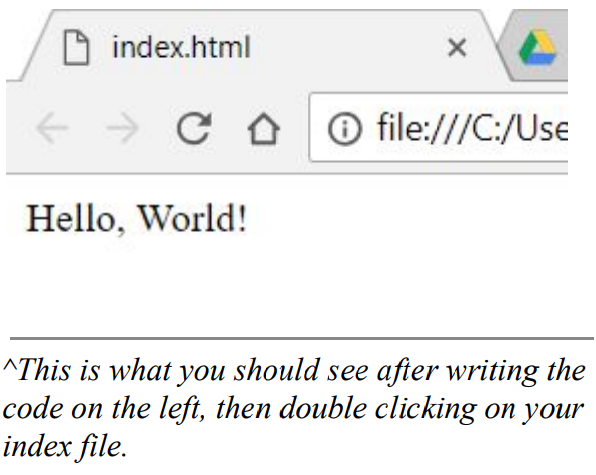 index.html
file:///C:/Use
Hello, World!
^This is what you should see after writing the
code on the left, then double clicking on your
index file.